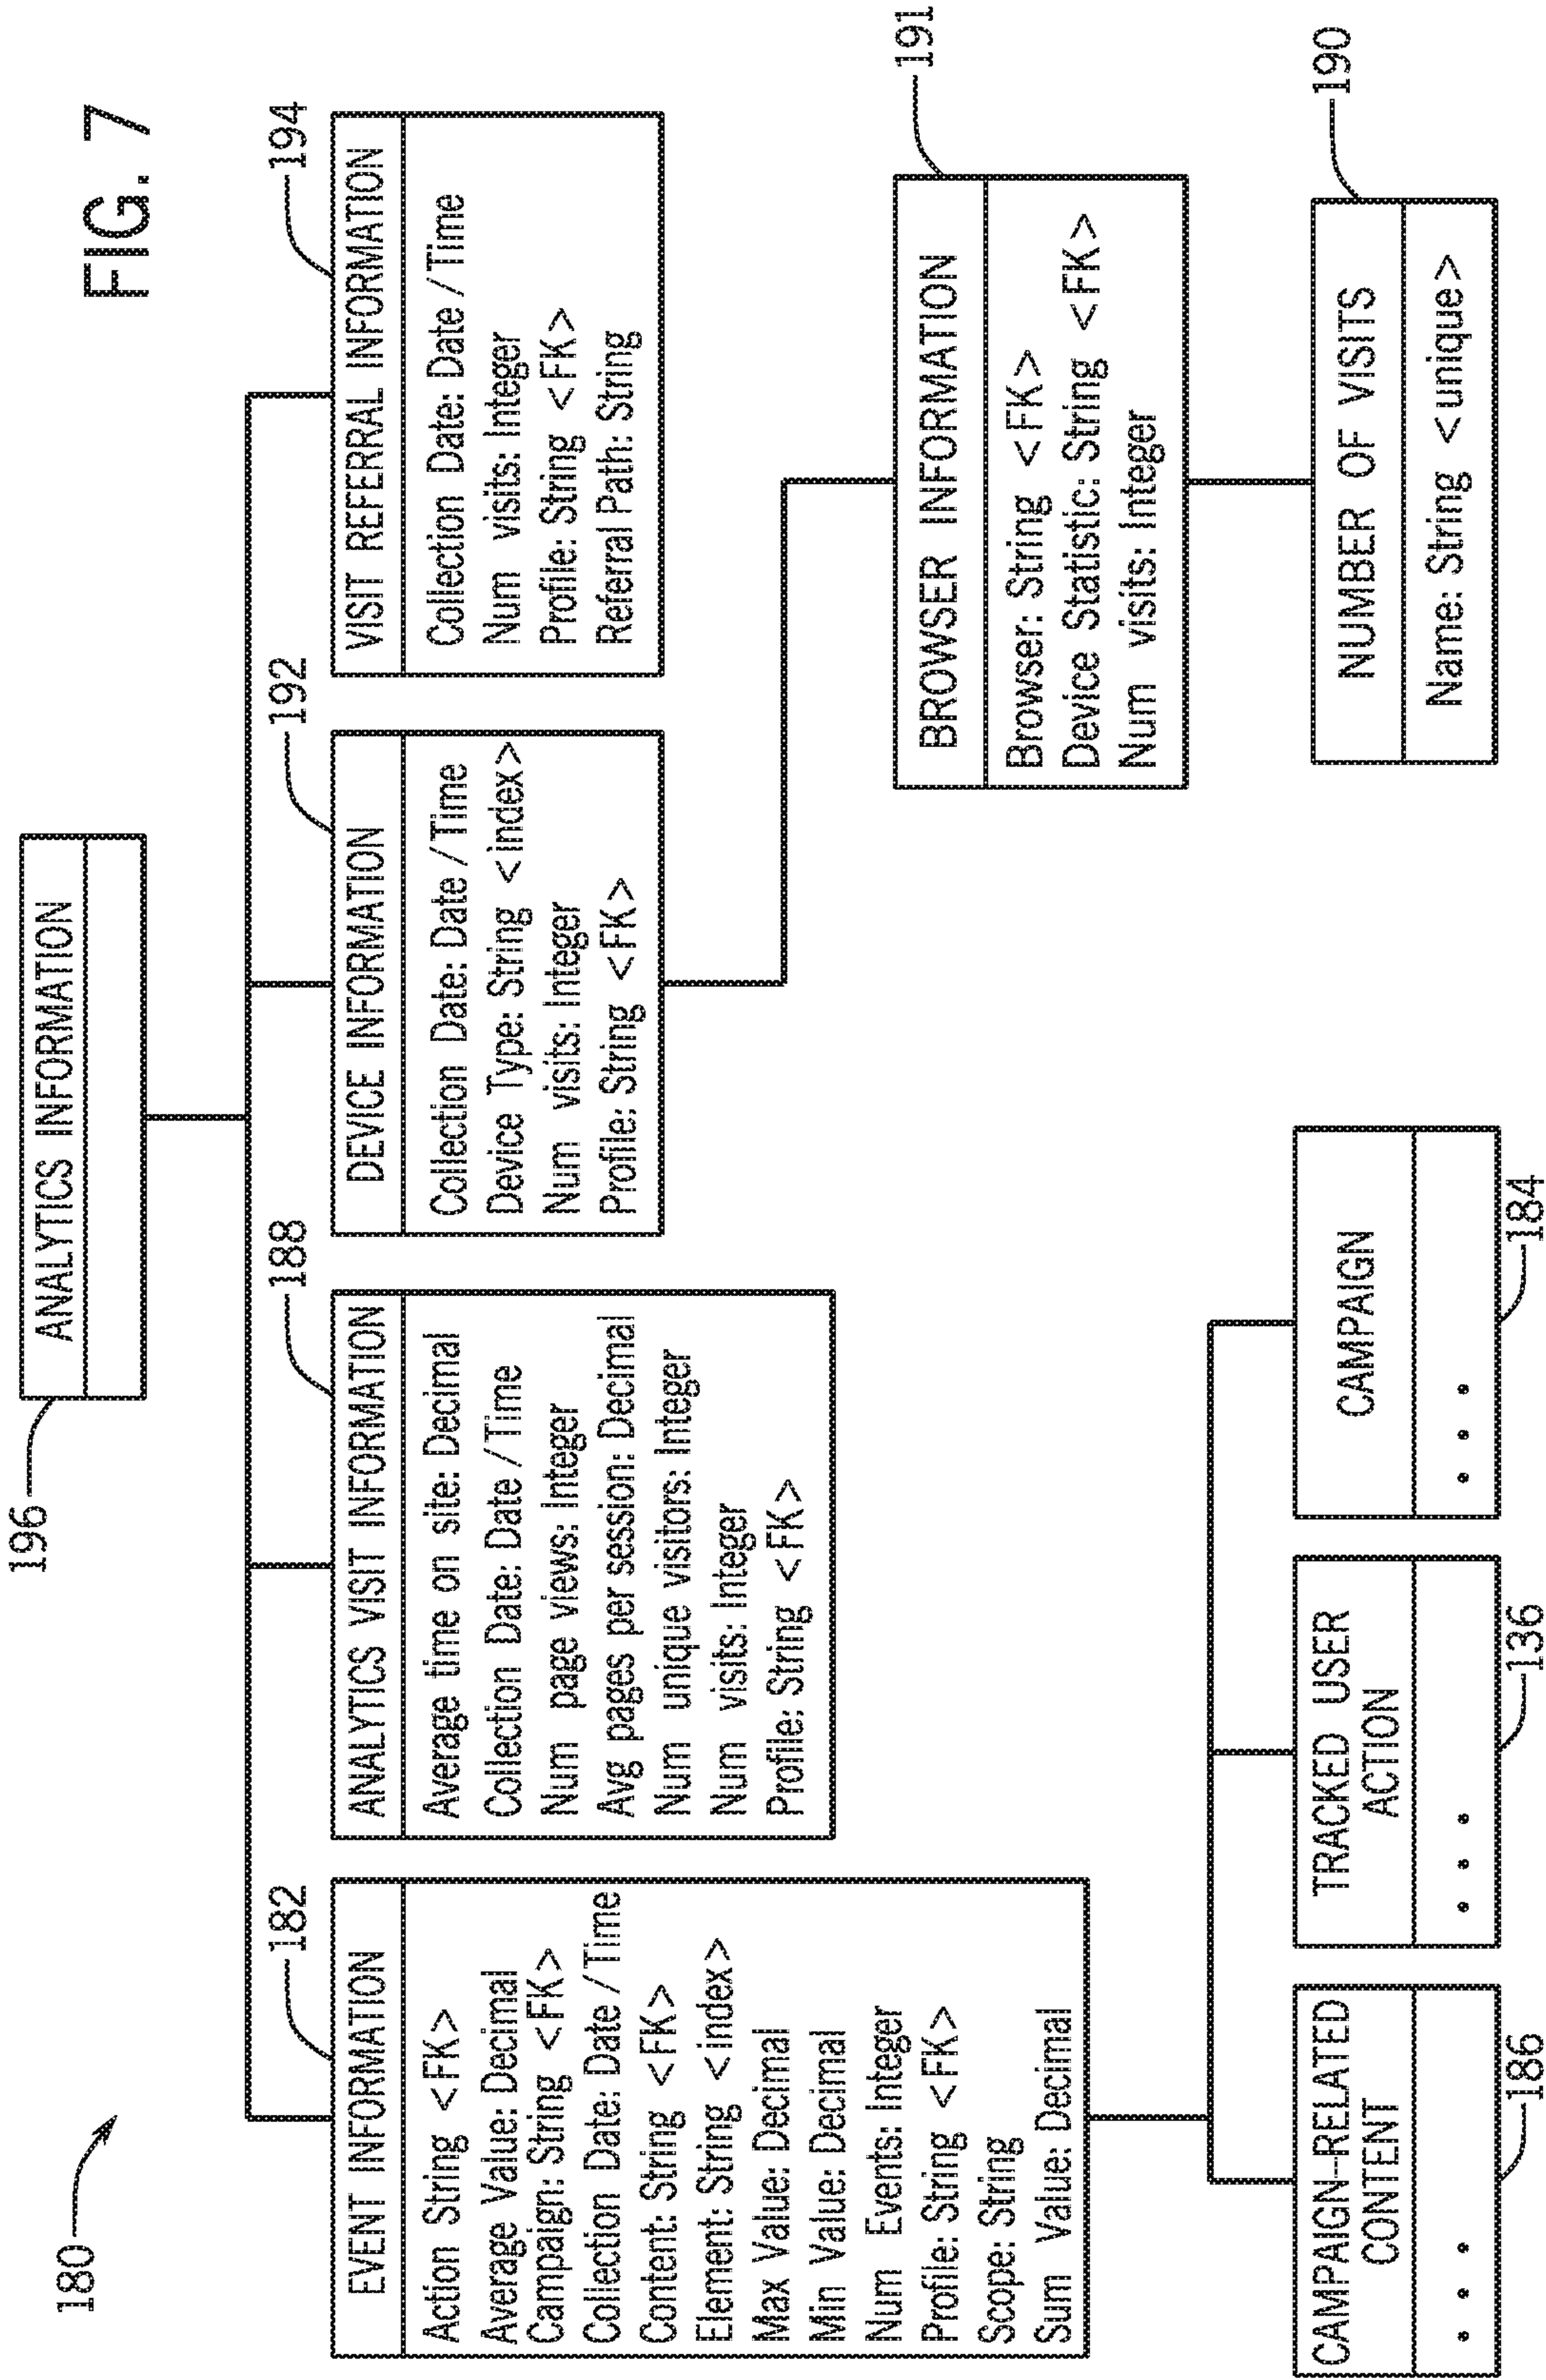 FIG. 7
180
196
ANALYTICS INFORMATION
182
EVENT INFORMATION
Action String <FK>
Average Value: Decimal
Campaign: String <FK>
Collection Date: Date/Time
Content: String <FK>
Element: String <index>
Max Value: Decimal
Min Value: Decimal
Num Events: Integer
Profile: String <FK>
Scope: String
Sum Value: Decimal
188
ANALYTICS VISIT INFORMATION
Average time on site: Decimal
Collection Date: Date/Time
Num page views: Integer
Avg pages per session: Decimal
Num unique visitors: Integer
Num visits: Integer
Profile: String <FK>
192
DEVICE INFORMATION
Collection Date: Date/Time
Device Type: String <index>
Num visits: Integer
Profile: String <FK>
194
VISIT REFERRAL INFORMATION
Collection Date: Date/Time
Num visits: Integer
Profile: String <FK>
Referral Path: String
191
BROWSER INFORMATION
Browser: String <FK>
Device Statistic: String <FK>
Num visits: Integer
190
NUMBER OF VISITS
Name: String <unique>
CAMPAIGN-RELATED
CONTENT
• • •
186
TRACKED USER
ACTION
• • •
136
CAMPAIGN
• • •
184